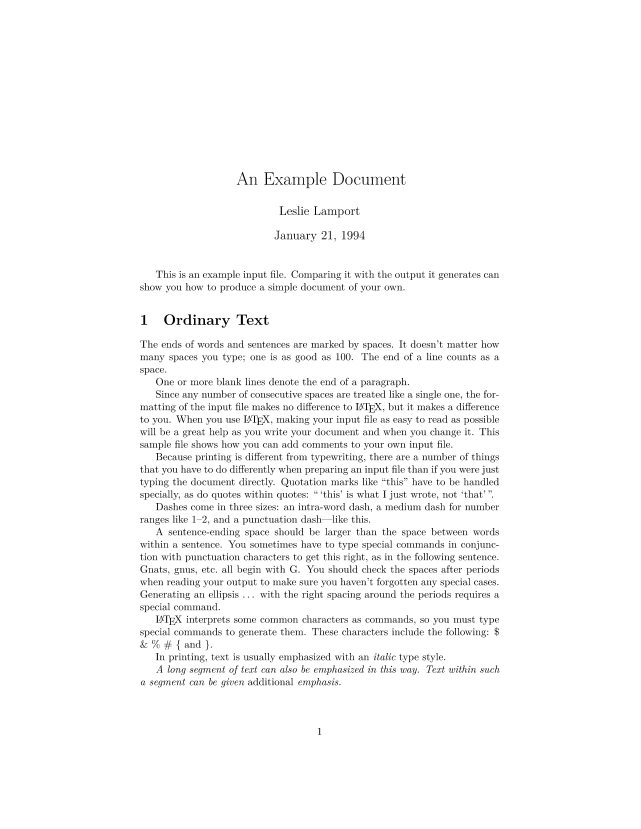 An Example Document
Leslie Lamport
January 21, 1994
This is an example input file. Comparing it with the output it generates can
show you how to produce a simple document of your own.
1 Ordinary Text
The ends of words and sentences are marked by spaces. It doesn't matter how
many spaces you type; one is as good as 100. The end of a line counts as a
space.
One or more blank lines denote the end of a paragraph.
Since any number of consecutive spaces are treated like a single one, the for-
matting of the input file makes no difference to LATEX, but it makes a difference
to you. When you use LATEX, making your input file as easy to read as possible
will be a great help as you write your document and when you change it. This
sample file shows how you can add comments to your own input file.
Because printing is different from typewriting, there are a number of things
that you have to do differently when preparing an input file than if you were just
typing the document directly. Quotation marks like “this” have to be handled
specially, as do quotes within quotes: “ ‘this’ is what I just wrote, not ‘that’ ”.
Dashes come in three sizes: an intra-word dash, a medium dash for number
ranges like 1–2, and a punctuation dash—like this.
A sentence-ending space should be larger than the space between words
within a sentence. You sometimes have to type special commands in conjunc-
tion with punctuation characters to get this right, as in the following sentence.
Gnats, gnus, etc. all begin with G. You should check the spaces after periods
when reading your output to make sure you haven't forgotten any special cases.
Generating an ellipsis ... with the right spacing around the periods requires a
special command.
LATEX interprets some common characters as commands, so you must type
special commands to generate them. These characters include the following: $
& % # { and }.
In printing, text is usually emphasized with an italic type style.
A long segment of text can also be emphasized in this way. Text within such
a segment can be given additional emphasis.
1